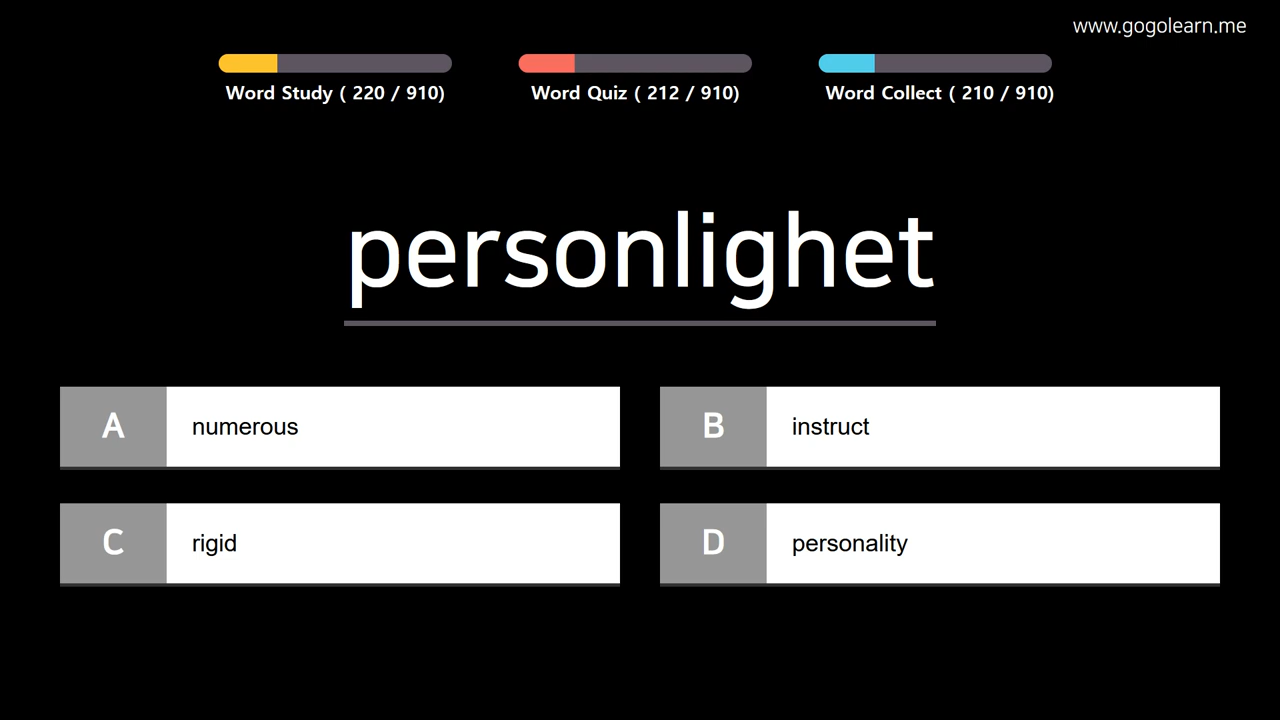 www.gogolearn.me
Word Study ( 220 / 910)
Word Quiz ( 212 / 910)
Word Collect ( 210 / 910)
personlighet
A numerous
B instruct
C rigid
D personality